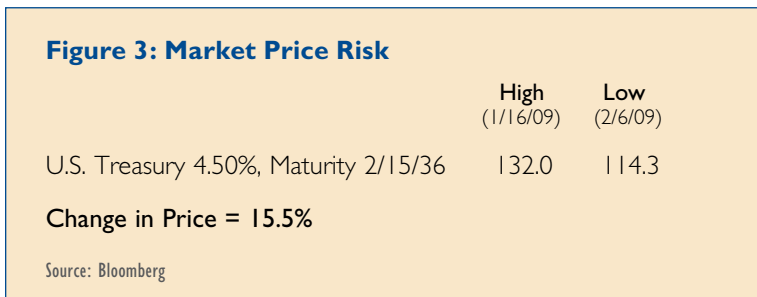 Figure 3: Market Price Risk
High Low
(1/16/09) (2/6/09)
U.S. Treasury 4.50%, Maturity 2/15/36 132.0 114.3
Change in Price = 15.5%
Source: Bloomberg